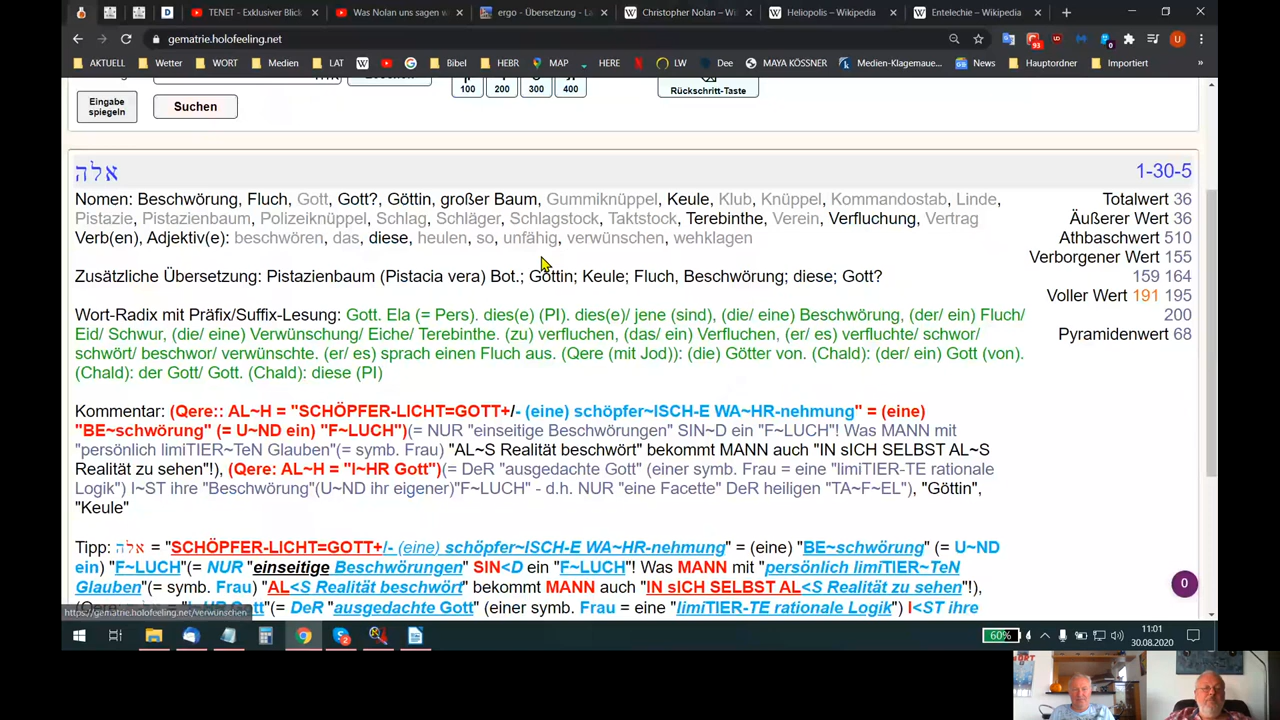 TENET - Exklusiver Blick
Was Nolan uns sagen w
ergo - Übersetzung - La
Christopher Nolan – W
Heliopolis – Wikipedia
Entelechie – Wikipedia
gematrie.holofeeling.net
93
0
U
AKTUELL
Wetter
WORT
Medien
LAT
Bibel
HEBR
MAP
HERE
LW
Dee
MAYA KÖSSNER
Medien-Klagemaue...
News
Hauptordner
Importiert
»
Eingabe
spiegeln
Suchen
100
200
300
400
Rückschritt-Taste
אלה
1-30-5
Nomen: Beschwörung, Fluch, Gott, Gott?, Göttin, großer Baum, Gummiknüppel, Keule, Klub, Knüppel, Kommandostab, Linde,
Pistazie, Pistazienbaum, Polizeiknüppel, Schlag, Schläger, Schlagstock, Taktstock, Terebinthe, Verein, Verfluchung, Vertrag
Verb(en), Adjektiv(e): beschwören, das, diese, heulen, so, unfähig, verwünschen, wehklagen
Totalwert 36
Äußerer Wert 36
Athbaschwert 510
Verborgener Wert 155
159 164
Voller Wert 191 195
200
Pyramidenwert 68
Zusätzliche Übersetzung: Pistazienbaum (Pistacia vera) Bot.; Göttin; Keule; Fluch, Beschwörung; diese; Gott?
Wort-Radix mit Präfix/Suffix-Lesung: Gott. Ela (= Pers). dies(e) (PI). dies(e)/ jene (sind), (die/ eine) Beschwörung, (der/ ein) Fluch/
Eid/ Schwur, (die/ eine) Verwünschung/ Eiche/ Terebinthe. (zu) verfluchen, (das/ ein) Verfluchen, (er/ es) verfluchte/ schwor/
schwört/ beschwor/ verwünschte. (er/ es) sprach einen Fluch aus. (Qere (mit Jod)): (die) Götter von. (Chald): (der/ ein) Gott (von).
(Chald): der Gott/ Gott. (Chald): diese (PI)
Kommentar: (Qere:: AL~H = "SCHÖPFER-LICHT=GOTT+/- (eine) schöpfer~ISCH-E WA~HR-nehmung" = (eine)
"BE~schwörung" (= U~ND ein) "F~LUCH")(= NUR "einseitige Beschwörungen" SIN~D ein "F~LUCH"! Was MANN mit
"persönlich limiTIER~TeN Glauben"(= symb. Frau) "AL~S Realität beschwört" bekommt MANN auch "IN sICH SELBST AL~S
Realität zu sehen"!), (Qere: AL~H = "I~HR Gott")(= DeR "ausgedachte Gott" (einer symb. Frau = eine "limiTIER-TE rationale
Logik") I~ST ihre "Beschwörung"(U~ND ihr eigener)"F~LUCH" - d.h. NUR "eine Facette" DeR heiligen "TA~F~EL"), "Göttin",
"Keule"
Tipp: אלה = "SCHÖPFER-LICHT=GOTT+/- (eine) schöpfer~ISCH-E WA~HR-nehmung" = (eine) "BE~schwörung" (= U~ND
ein) "F~LUCH"(= NUR "einseitige Beschwörungen" SIN<D ein "F~LUCH"! Was MANN mit "persönlich limiTIER~TeN
Glauben"(= symb. Frau) "AL<S Realität beschwört" bekommt MANN auch "IN sICH SELBST AL<S Realität zu sehen"!),
Gott"(= DeR "ausgedachte Gott" (einer symb. Frau = eine "limiTIER-TE rationale Logik") I<ST ihre
https://gematrie.holofeeling.net/verwünschen
0
60%
11:01
30.08.2020